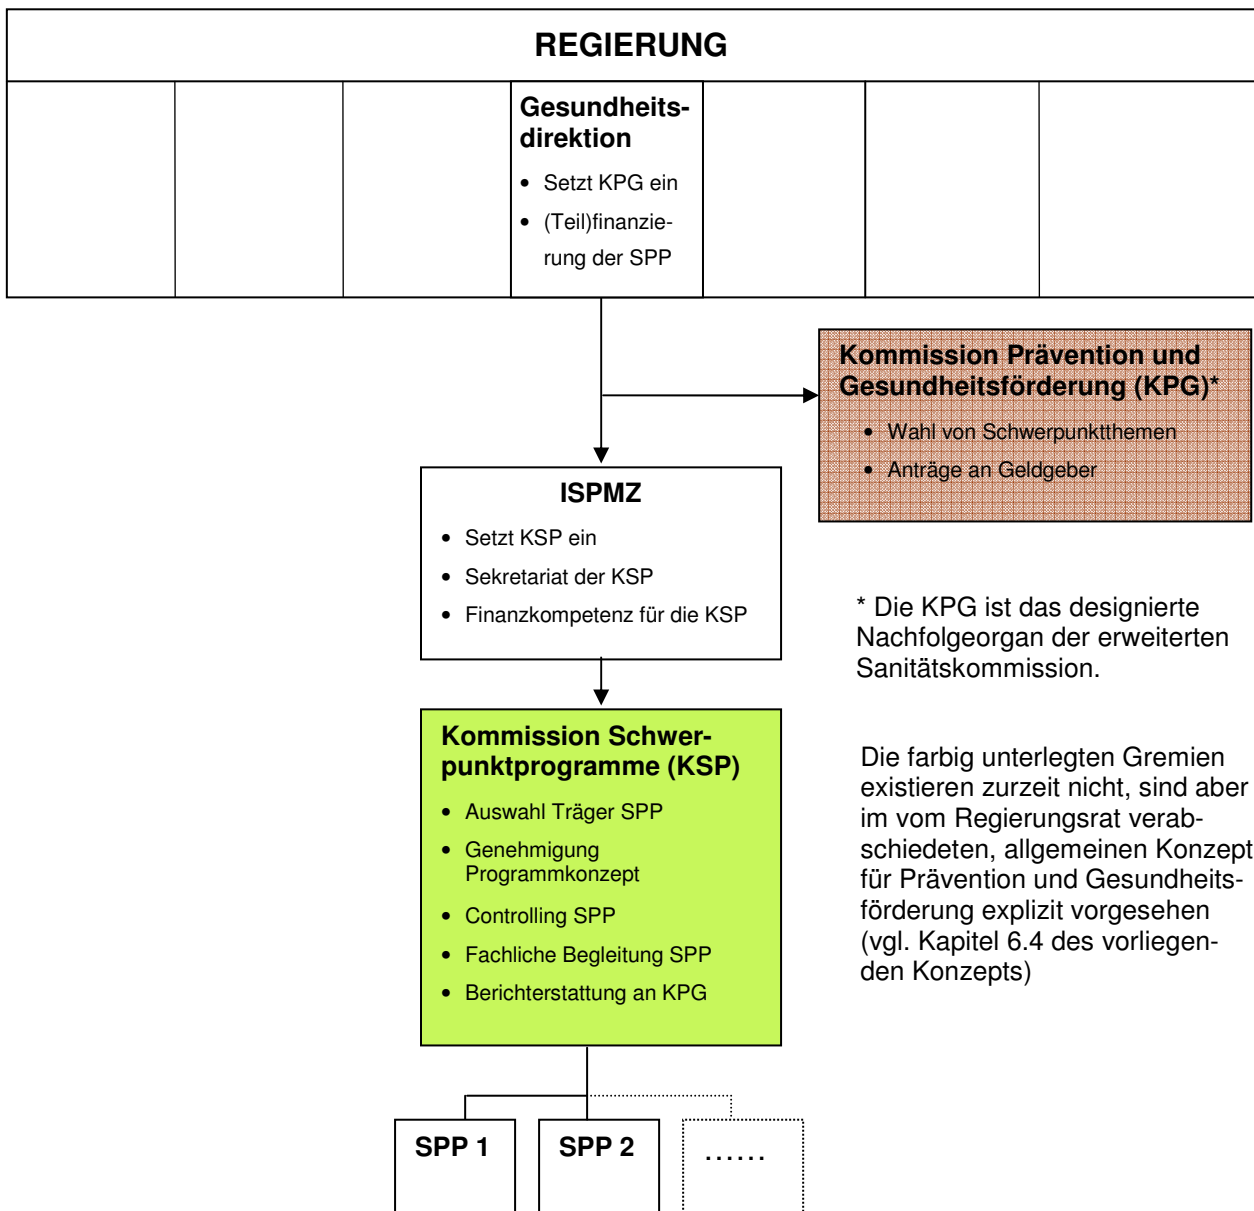 REGIERUNG
Gesundheits-
direktion
• Setzt KPG ein
• (Teil)finanzie-
rung der SPP
Kommission Prävention und
Gesundheitsförderung (KPG)*
• Wahl von Schwerpunktthemen
• Anträge an Geldgeber
ISPMZ
• Setzt KSP ein
• Sekretariat der KSP
• Finanzkompetenz für die KSP
* Die KPG ist das designierte
Nachfolgeorgan der erweiterten
Sanitätskommission.
Kommission Schwer-
punktprogramme (KSP)
• Auswahl Träger SPP
• Genehmigung
Programmkonzept
• Controlling SPP
• Fachliche Begleitung SPP
• Berichterstattung an KPG
Die farbig unterlegten Gremien
existieren zurzeit nicht, sind aber
im vom Regierungsrat verab-
schiedeten, allgemeinen Konzept
für Prävention und Gesundheits-
förderung explizit vorgesehen
(vgl. Kapitel 6.4 des vorliegen-
den Konzepts)
SPP 1
SPP 2
......